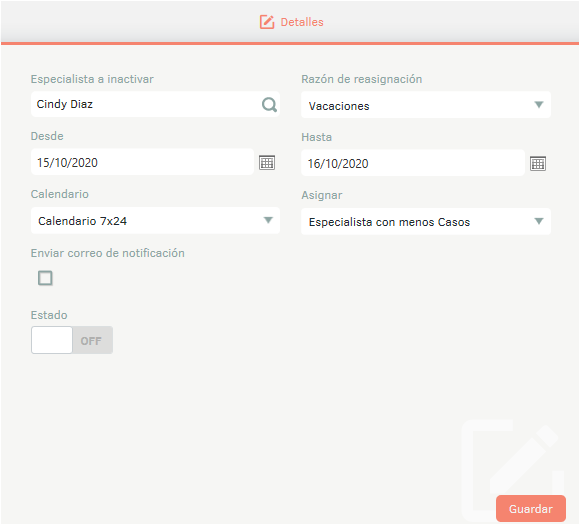 Detalles
Especialista a inactivar
Razón de reasignación
Cindy Diaz
Vacaciones
Desde
Hasta
15/10/2020
16/10/2020
Calendario
Asignar
Calendario 7x24
Especialista con menos Casos
Enviar correo de notificación
Estado
OFF
Guardar